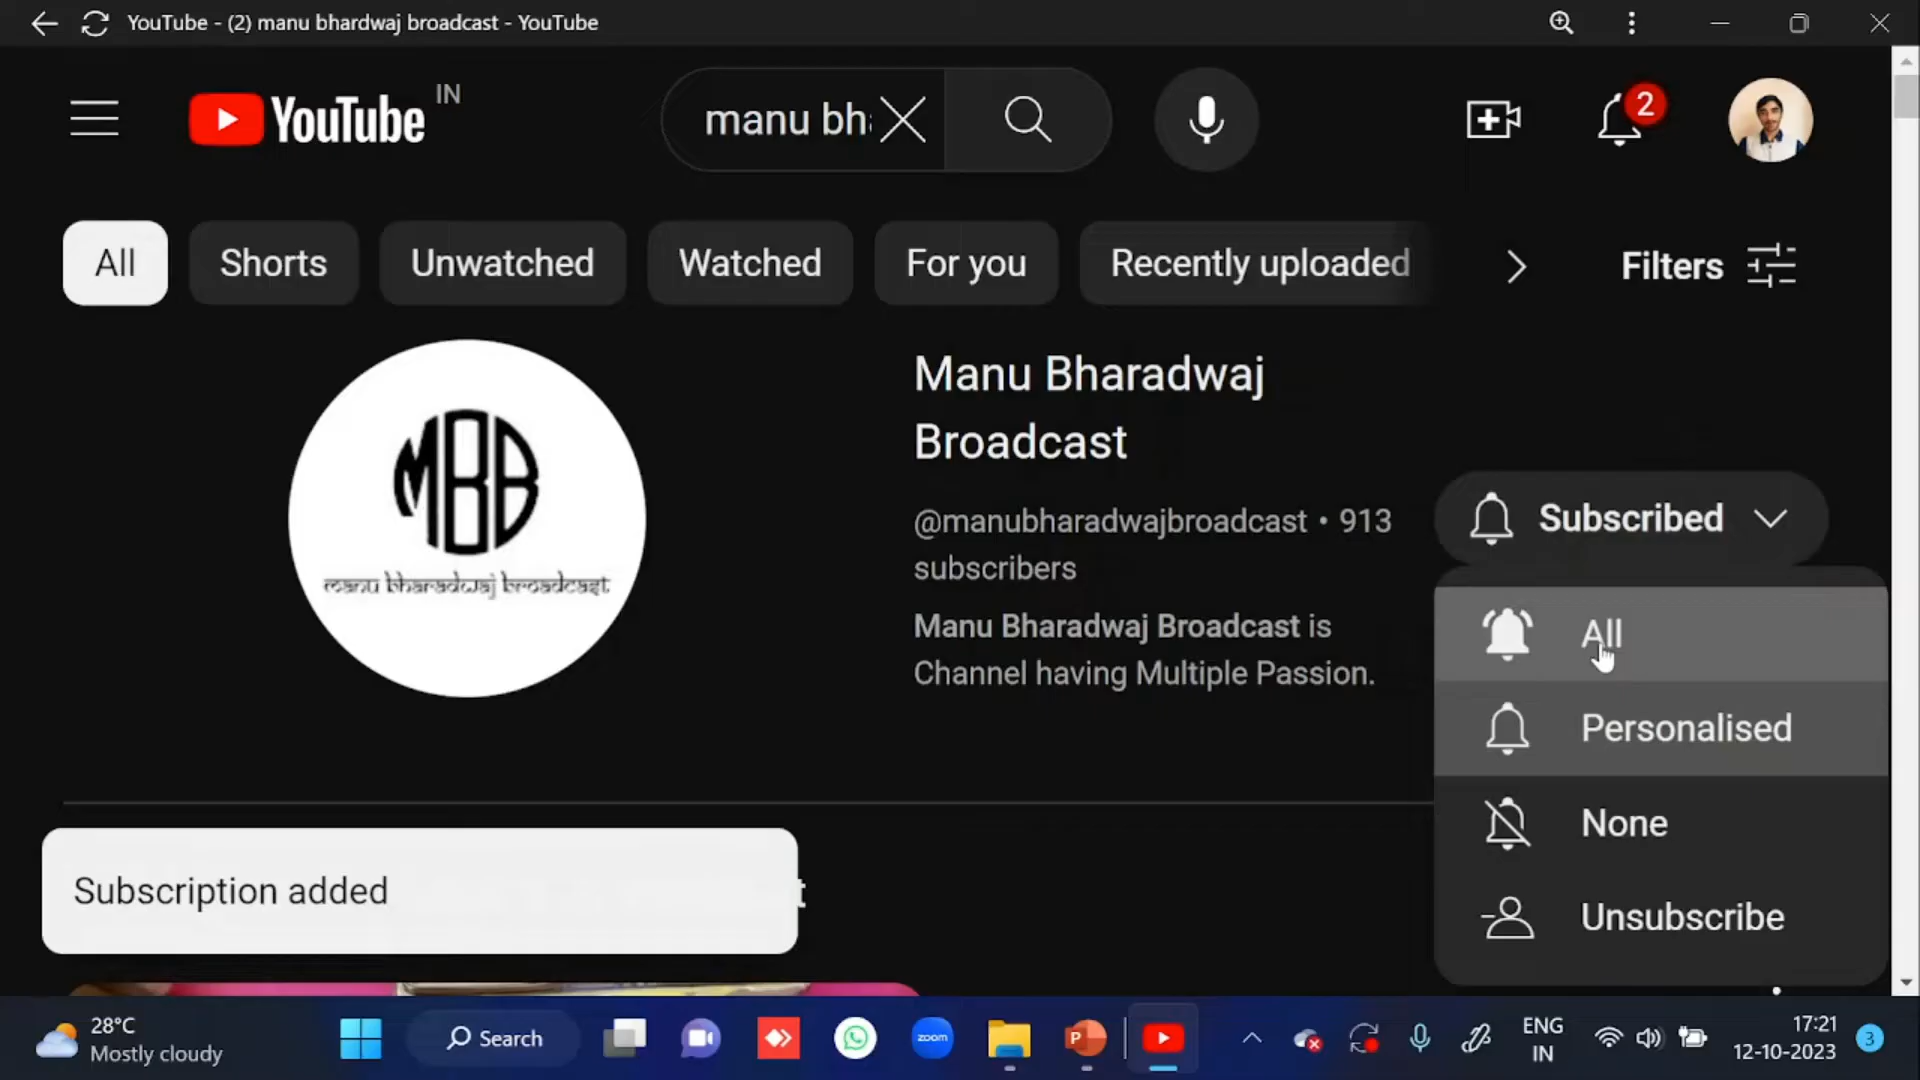 YouTube - (2) manu bhardwaj broadcast - YouTube
YouTube IN
manu bh
2
All
Shorts
Unwatched
Watched
For you
Recently uploaded
Filters
MBB
manu bharadwaj broadcast
Manu Bharadwaj
Broadcast
@manubharadwajbroadcast • 913
subscribers
Manu Bharadwaj Broadcast is
Channel having Multiple Passion.
Subscribed
All
Personalised
None
Unsubscribe
Subscription added
t
28°C
Mostly cloudy
Search
zoom
P
ENG
IN
17:21
12-10-2023
3